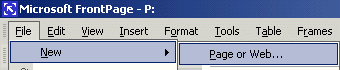 Microsoft FrontPage - P:
File Edit View Insert Format Tools Table Frames
New Page or Web...